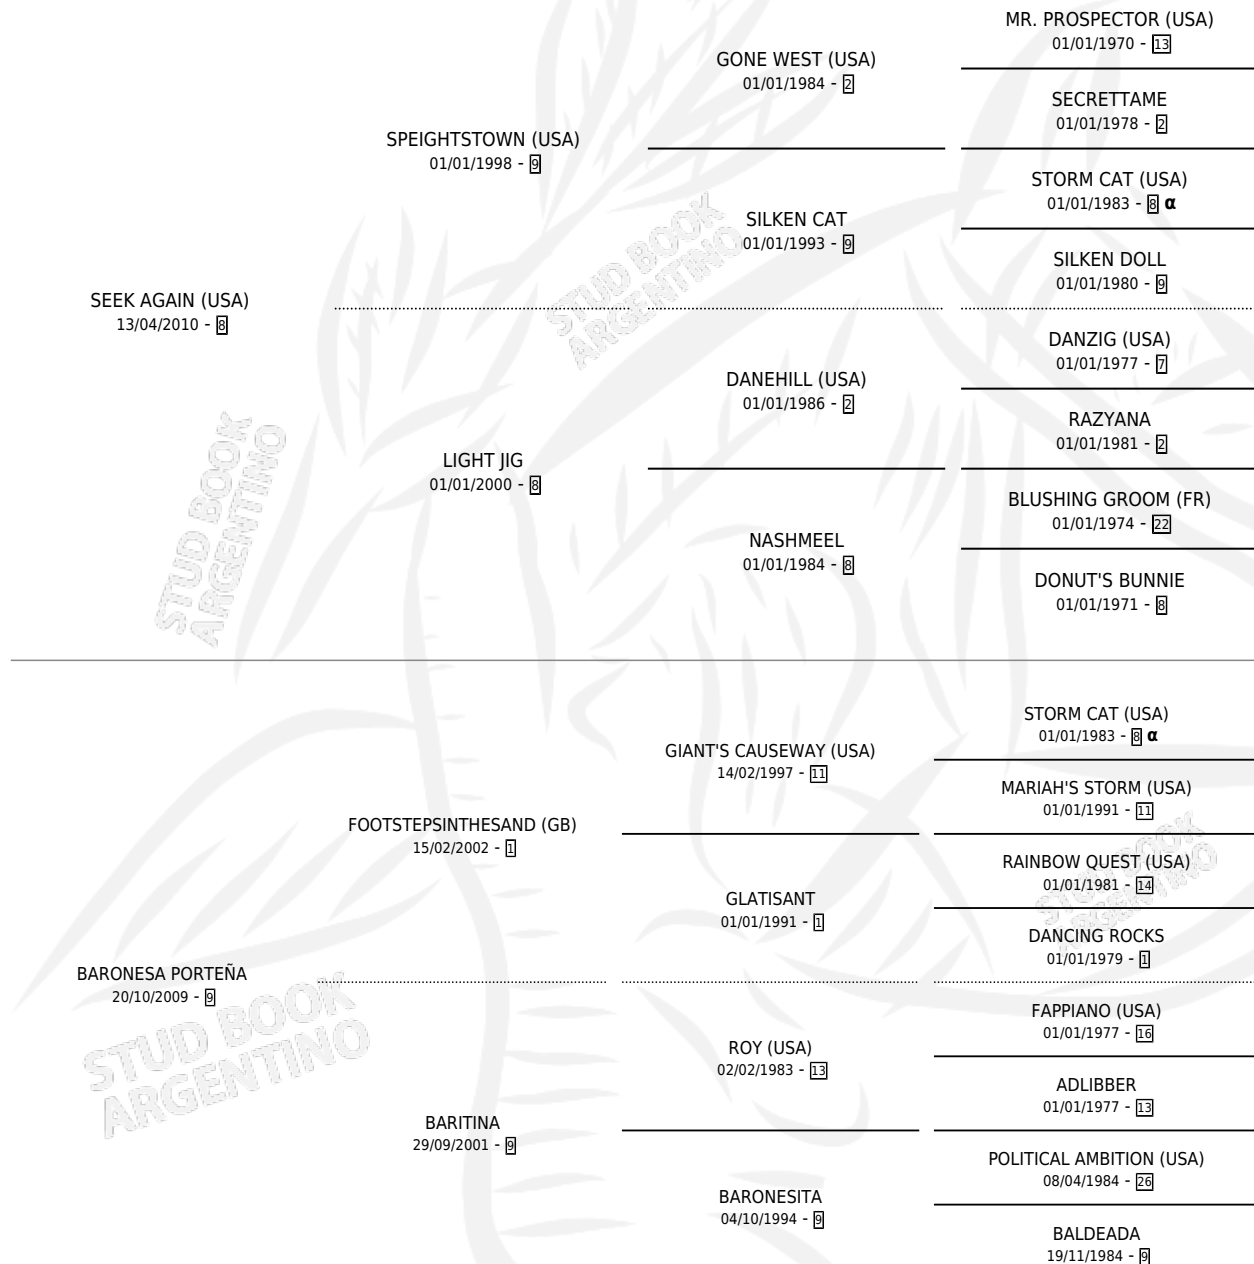 MR. PROSPECTOR (USA)
01/01/1970 - 13
GONE WEST (USA)
01/01/1984 - 2
SECRETTAME
01/01/1978 - 2
SPEIGHTSTOWN (USA)
01/01/1998 - 9
STORM CAT (USA)
01/01/1983 - 8 α
SILKEN CAT
01/01/1993 - 9
SILKEN DOLL
01/01/1980 - 9
SEEK AGAIN (USA)
13/04/2010 - 8
DANZIG (USA)
01/01/1977 - 7
DANEHILL (USA)
01/01/1986 - 2
RAZYANA
01/01/1981 - 2
LIGHT JIG
01/01/2000 - 8
BLUSHING GROOM (FR)
01/01/1974 - 22
NASHMEEL
01/01/1984 - 8
DONUT'S BUNNIE
01/01/1971 - 8
STORM CAT (USA)
01/01/1983 - 8 α
GIANT'S CAUSEWAY (USA)
14/02/1997 - 11
MARIAH'S STORM (USA)
01/01/1991 - 11
FOOTSTEPSINTHESAND (GB)
15/02/2002 - 1
RAINBOW QUEST (USA)
01/01/1981 - 14
GLATISANT
01/01/1991 - 1
DANCING ROCKS
01/01/1979 - 1
BARONESA PORTEÑA
20/10/2009 - 9
FAPPIANO (USA)
01/01/1977 - 16
ROY (USA)
02/02/1983 - 13
ADLIBBER
01/01/1977 - 13
BARITINA
29/09/2001 - 9
POLITICAL AMBITION (USA)
08/04/1984 - 26
BARONESITA
04/10/1994 - 9
BALDEADA
19/11/1984 - 9
STUD BOOK
ARGENTINO
STUD BOOK
ARGENTINO
STUD BOOK
ARGENTINO
STUD BOOK
ARGENTINO